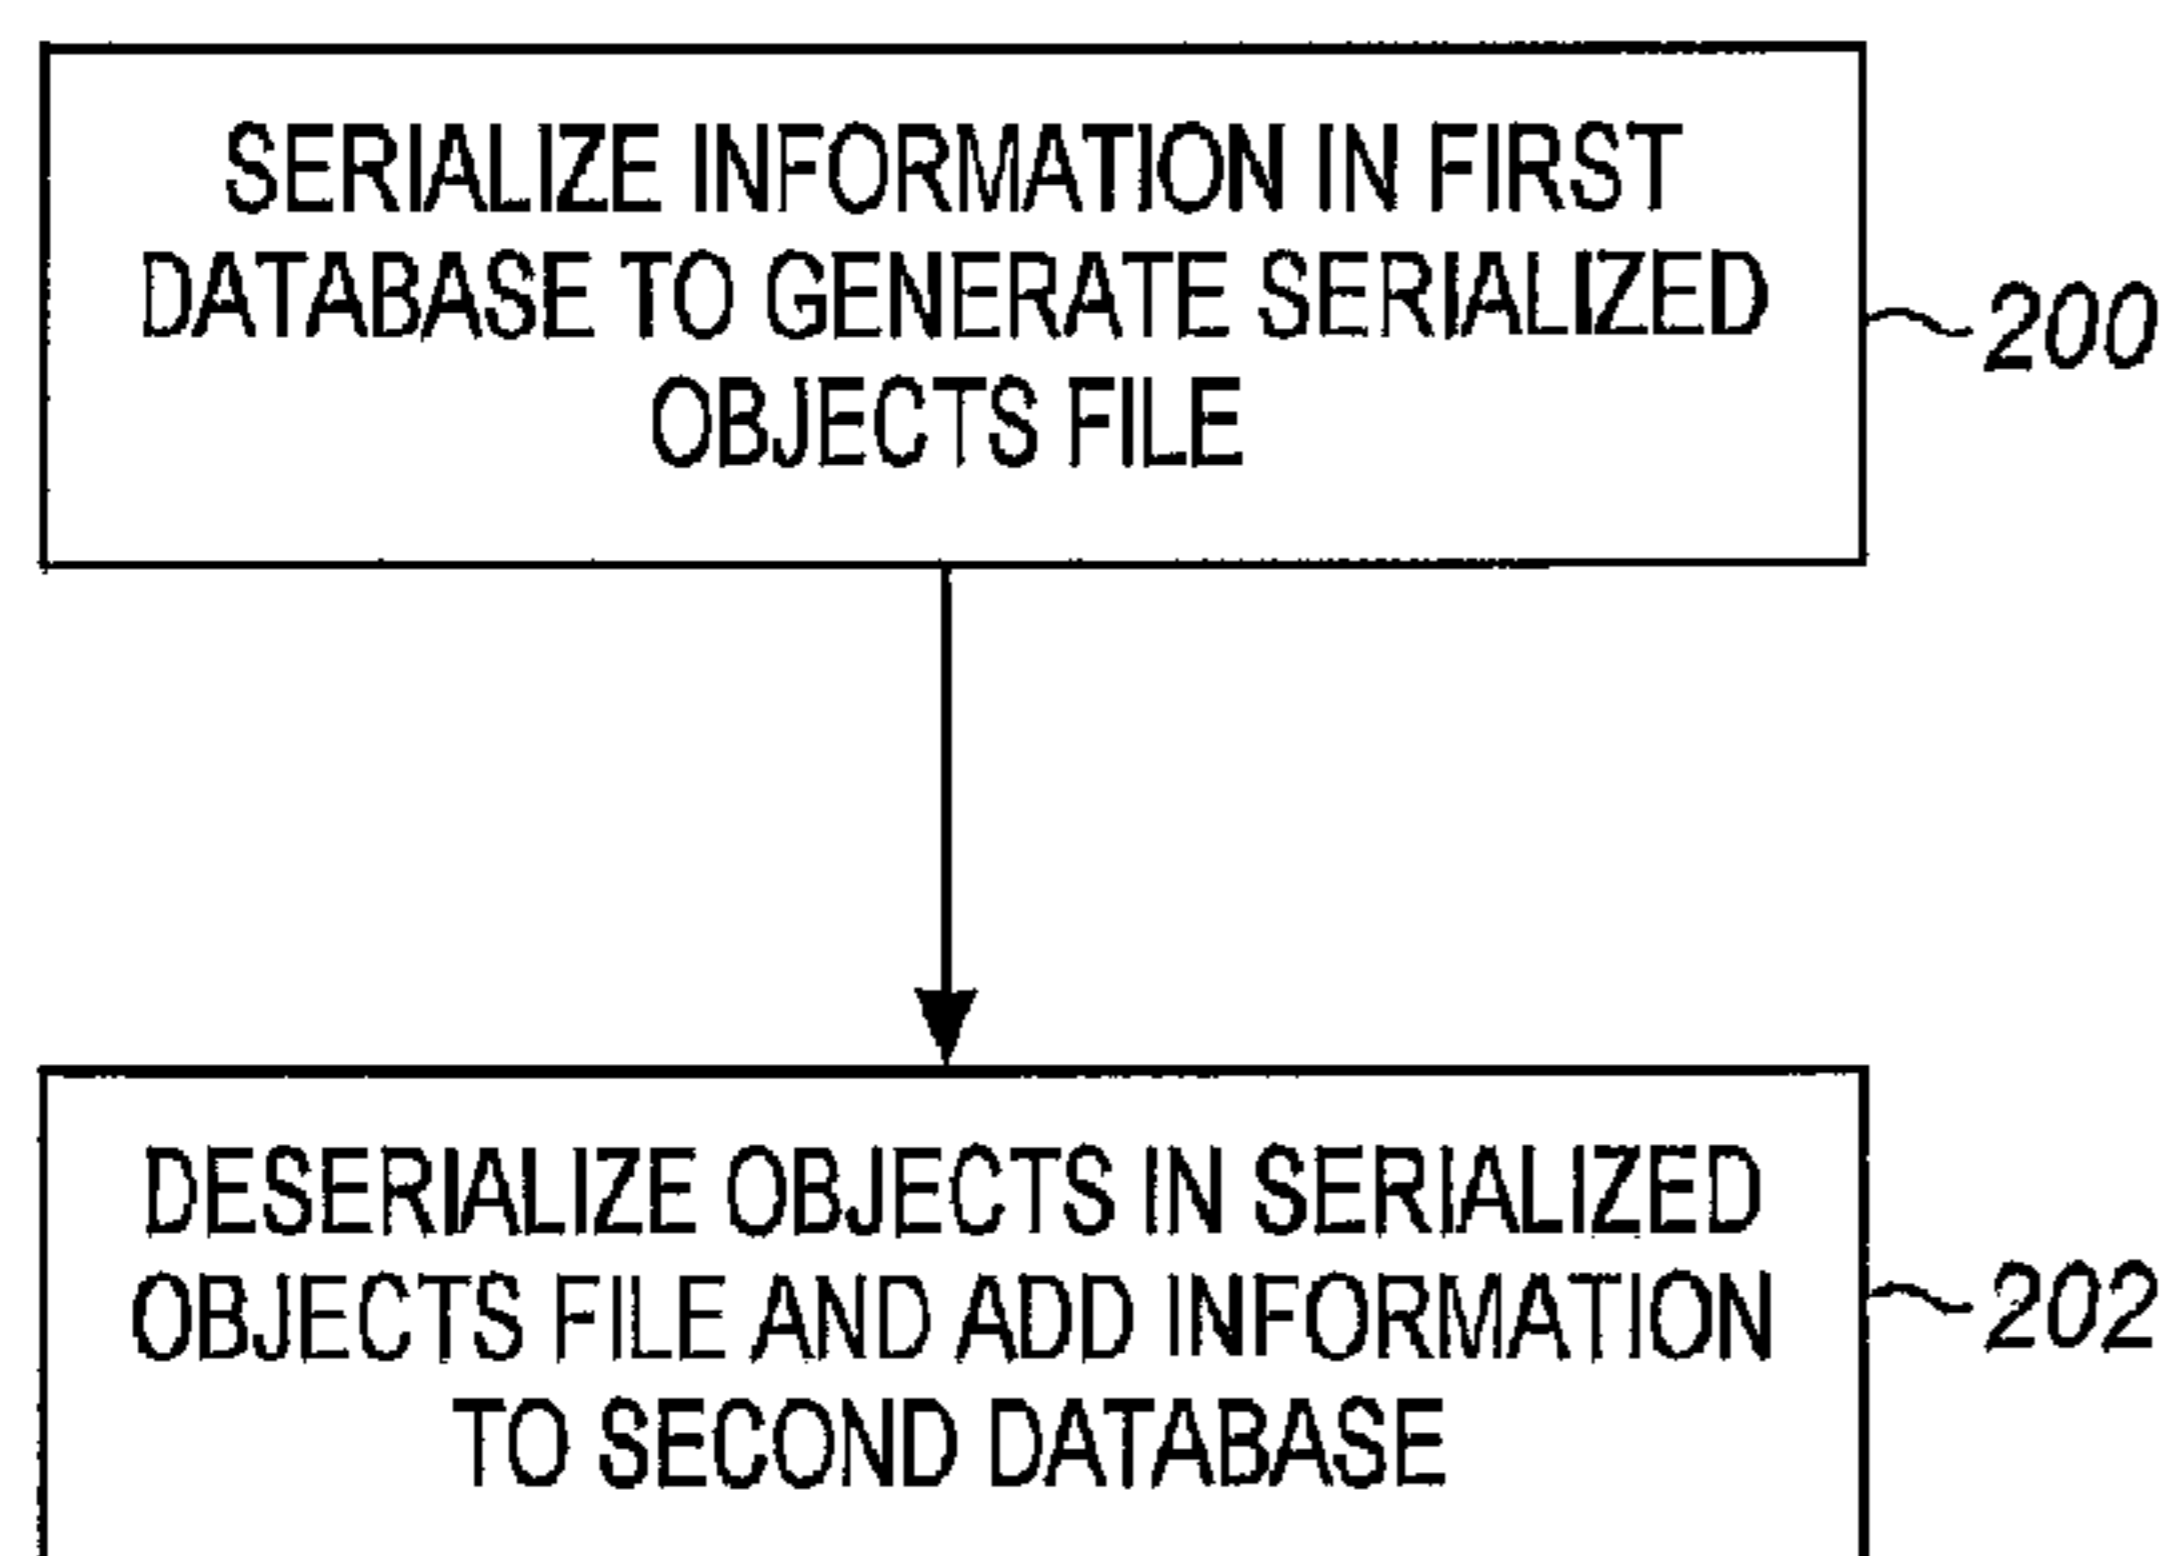 SERIALIZE INFORMATION IN FIRST
DATABASE TO GENERATE SERIALIZED
OBJECTS FILE
200
DESERIALIZE OBJECTS IN SERIALIZED
OBJECTS FILE AND ADD INFORMATION
TO SECOND DATABASE
202